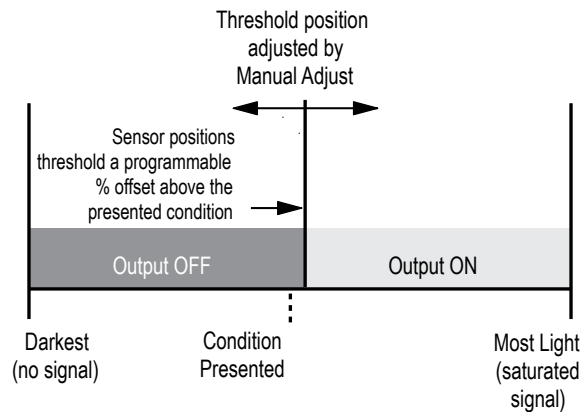 Threshold position
adjusted by
Manual Adjust
Sensor positions
threshold a programmable
% offset above the
presented condition
Output OFF
Output ON
Darkest
(no signal)
Condition
Presented
Most Light
(saturated
signal)